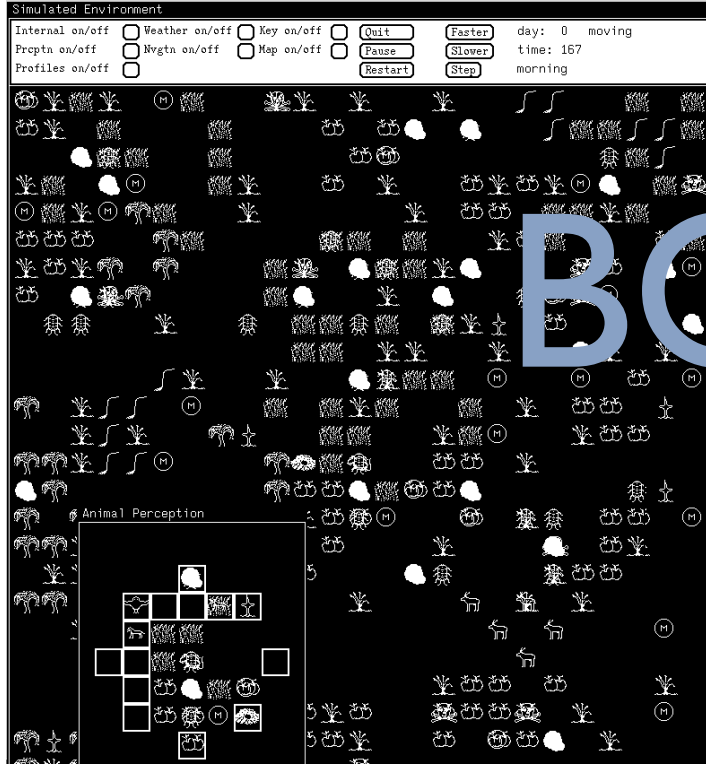 Simulated Environment
Internal on/off Weather on/off Key on/off Quit Faster day: 0 moving
Prcptn on/off Nvgtn on/off Map on/off Pause Slower time: 167
Profiles on/off Restart Step morning
M
M
M M
M
M
BO
M M M
M
M
M
M M
M
Animal Perception
M
M M